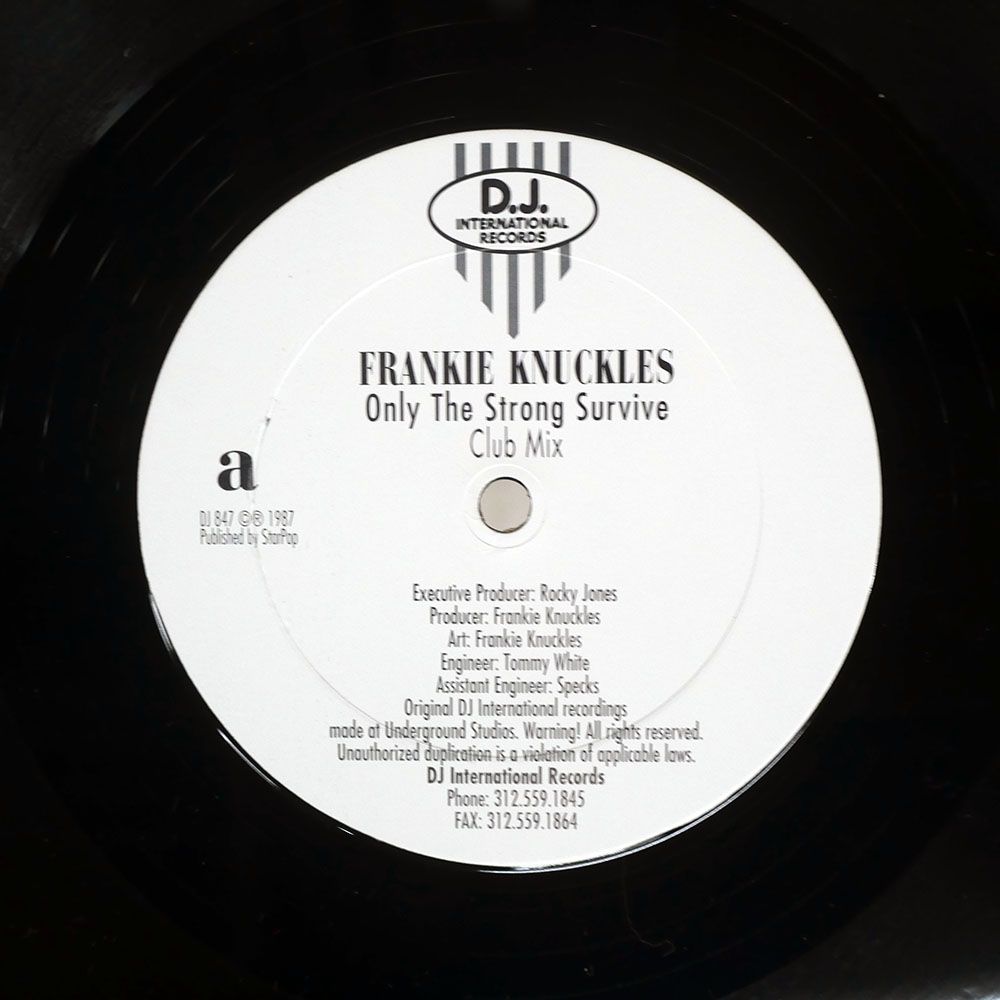 D.J.
INTERNATIONAL
RECORDS
FRANKIE KNUCKLES
Only The Strong Survive
Club Mix
a
DJ 847 ©® 1987
Published by StarPop
Executive Producer: Rocky Jones
Producer: Frankie Knuckles
Art: Frankie Knuckles
Engineer: Tommy White
Assistant Engineer: Specks
Original DJ International recordings
made at Underground Studios. Warning! All rights reserved.
Unauthorized duplication is a violation of applicable laws.
DJ International Records
Phone: 312.559.1845
FAX: 312.559.1864